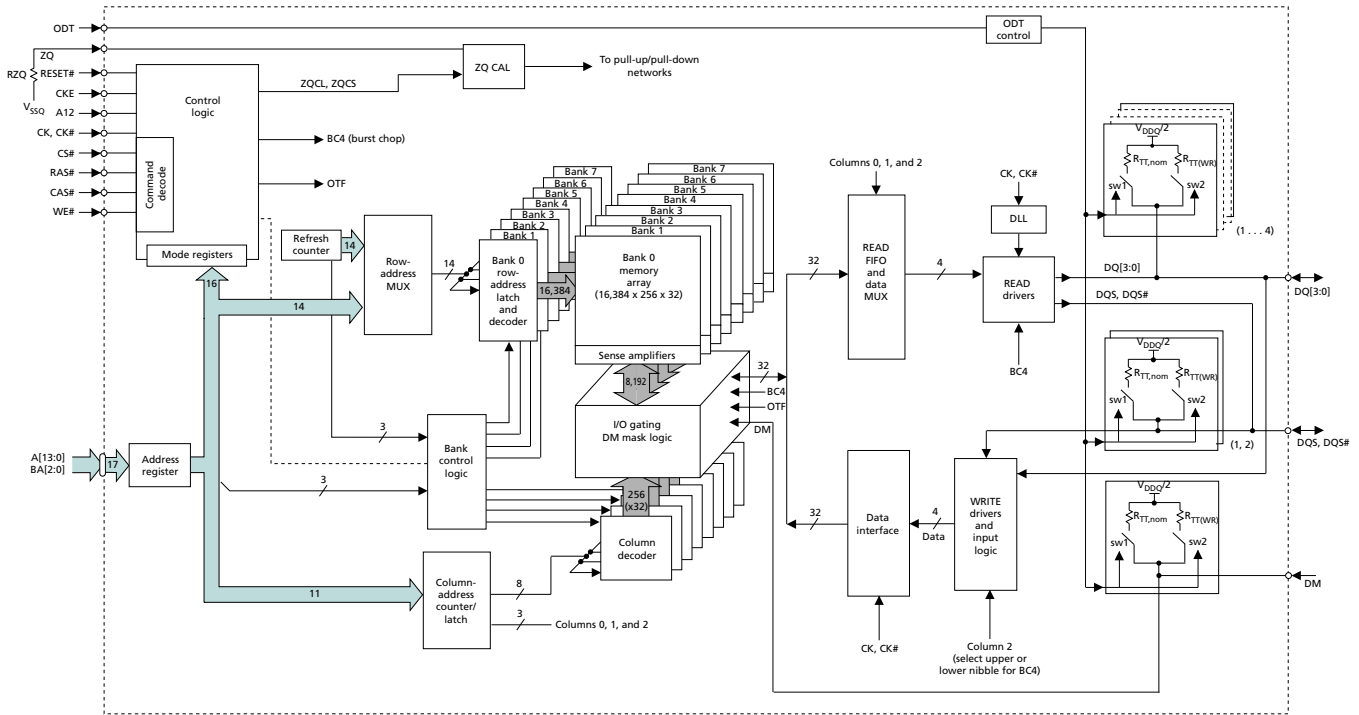 ODT
ODT
control
ZQ
RZQ
VSSQ
RESET#
CKE
A12
CK, CK#
CS#
RAS#
CAS#
WE#
Control
logic
Command
decode
Mode registers
ZQCL, ZQCS
ZQ CAL
To pull-up/pull-down
networks
BC4 (burst chop)
OTF
Refresh
counter
14
16
14
Row-
address
MUX
14
Bank 7
Bank 6
Bank 5
Bank 4
Bank 3
Bank 2
Bank 1
Bank 0
row-
address
latch
and
decoder
16,384
Bank 7
Bank 6
Bank 5
Bank 4
Bank 3
Bank 2
Bank 1
Bank 0
memory
array
(16,384 x 256 x 32)
Sense amplifiers
8,192
I/O gating
DM mask logic
32
BC4
OTF
DM
256
(x32)
Column
decoder
3
Bank
control
logic
3
A[13:0]
BA[2:0]
17
Address
register
11
Column-
address
counter/
latch
8
3
Columns 0, 1, and 2
Columns 0, 1, and 2
32
READ
FIFO
and
data
MUX
4
CK, CK#
DLL
READ
drivers
BC4
DQ[3:0]
DQS, DQS#
32
Data
interface
CK, CK#
4
Data
WRITE
drivers
and
input
logic
Column 2
(select upper or
lower nibble for BC4)
VDDQ/2
RTT,nom
RTT(WR)
sw1
sw2
(1 . . . 4)
DQ[3:0]
VDDQ/2
RTT,nom
RTT(WR)
sw1
sw2
(1, 2)
DQS, DQS#
VDDQ/2
RTT,nom
RTT(WR)
sw1
sw2
DM